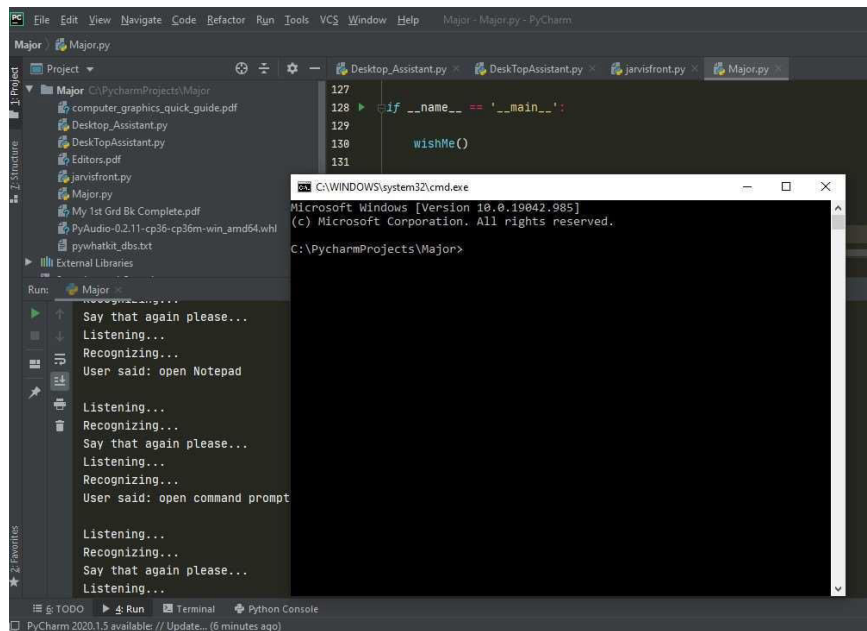 File Edit View Navigate Code Refactor Run Tools VCS Window Help Major - Major.py - PyCharm
Major Major.py
1: Project
Project
Desktop_Assistant.py DeskTopAssistant.py jarvisfront.py Major.py
Major C:\PycharmProjects\Major
computer_graphics_quick_guide.pdf
Desktop_Assistant.py
DeskTopAssistant.py
Editors.pdf
jarvisfront.py
Major.py
My 1st Grd Bk Complete.pdf
PyAudio-0.2.11-cp36-cp36m-win_amd64.whl
pywhatkit_dbs.txt
External Libraries
Z: Structure
127
128 if __name__ == '__main__':
129
130 wishMe()
131
C:\WINDOWS\system32\cmd.exe
Microsoft Windows [Version 10.0.19042.985]
(c) Microsoft Corporation. All rights reserved.
C:\PycharmProjects\Major>
Run: Major
Recognizing...
Say that again please...
Listening...
Recognizing...
User said: open Notepad
Listening...
Recognizing...
Say that again please...
Listening...
Recognizing...
User said: open command prompt
Listening...
Recognizing...
Say that again please...
Listening...
2: Favorites
6: TODO 4: Run Terminal Python Console
PyCharm 2020.1.5 available: // Update... (6 minutes ago)